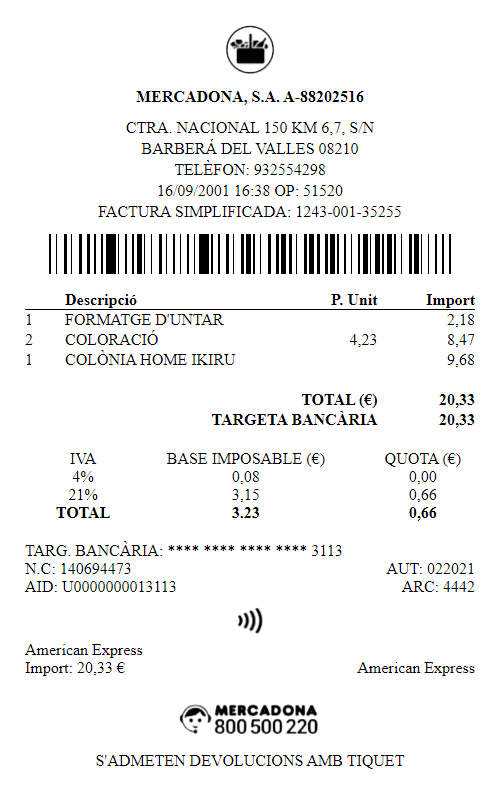 MERCADONA, S.A. A-88202516
CTRA. NACIONAL 150 KM 6,7, S/N
BARBERÁ DEL VALLES 08210
TELÈFON: 932554298
16/09/2001 16:38 OP: 51520
FACTURA SIMPLIFICADA: 1243-001-35255
Descripció P. Unit Import
1 FORMATGE D'UNTAR 2,18
2 COLORACIÓ 4,23 8,47
1 COLÒNIA HOME IKIRU 9,68
TOTAL (€) 20,33
TARGETA BANCÀRIA 20,33
IVA BASE IMPOSABLE (€) QUOTA (€)
4% 0,08 0,00
21% 3,15 0,66
TOTAL 3.23 0,66
TARG. BANCÀRIA: **** **** **** **** 3113
N.C: 140694473 AUT: 022021
AID: U0000000013113 ARC: 4442
American Express
Import: 20,33 € American Express
MERCADONA
800 500 220
S'ADMETEN DEVOLUCIONS AMB TIQUET